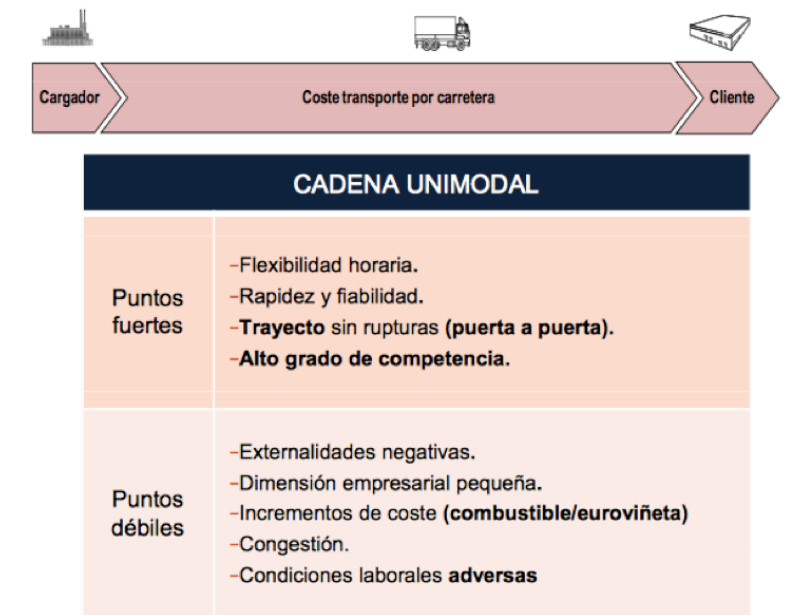 Cargador
Coste transporte por carretera
Cliente
CADENA UNIMODAL
Puntos
fuertes
-Flexibilidad horaria.
-Rapidez y fiabilidad.
-Trayecto sin rupturas (puerta a puerta).
-Alto grado de competencia.
Puntos
débiles
-Externalidades negativas.
-Dimensión empresarial pequeña.
-Incrementos de coste (combustible/euroviñeta)
-Congestión.
-Condiciones laborales adversas